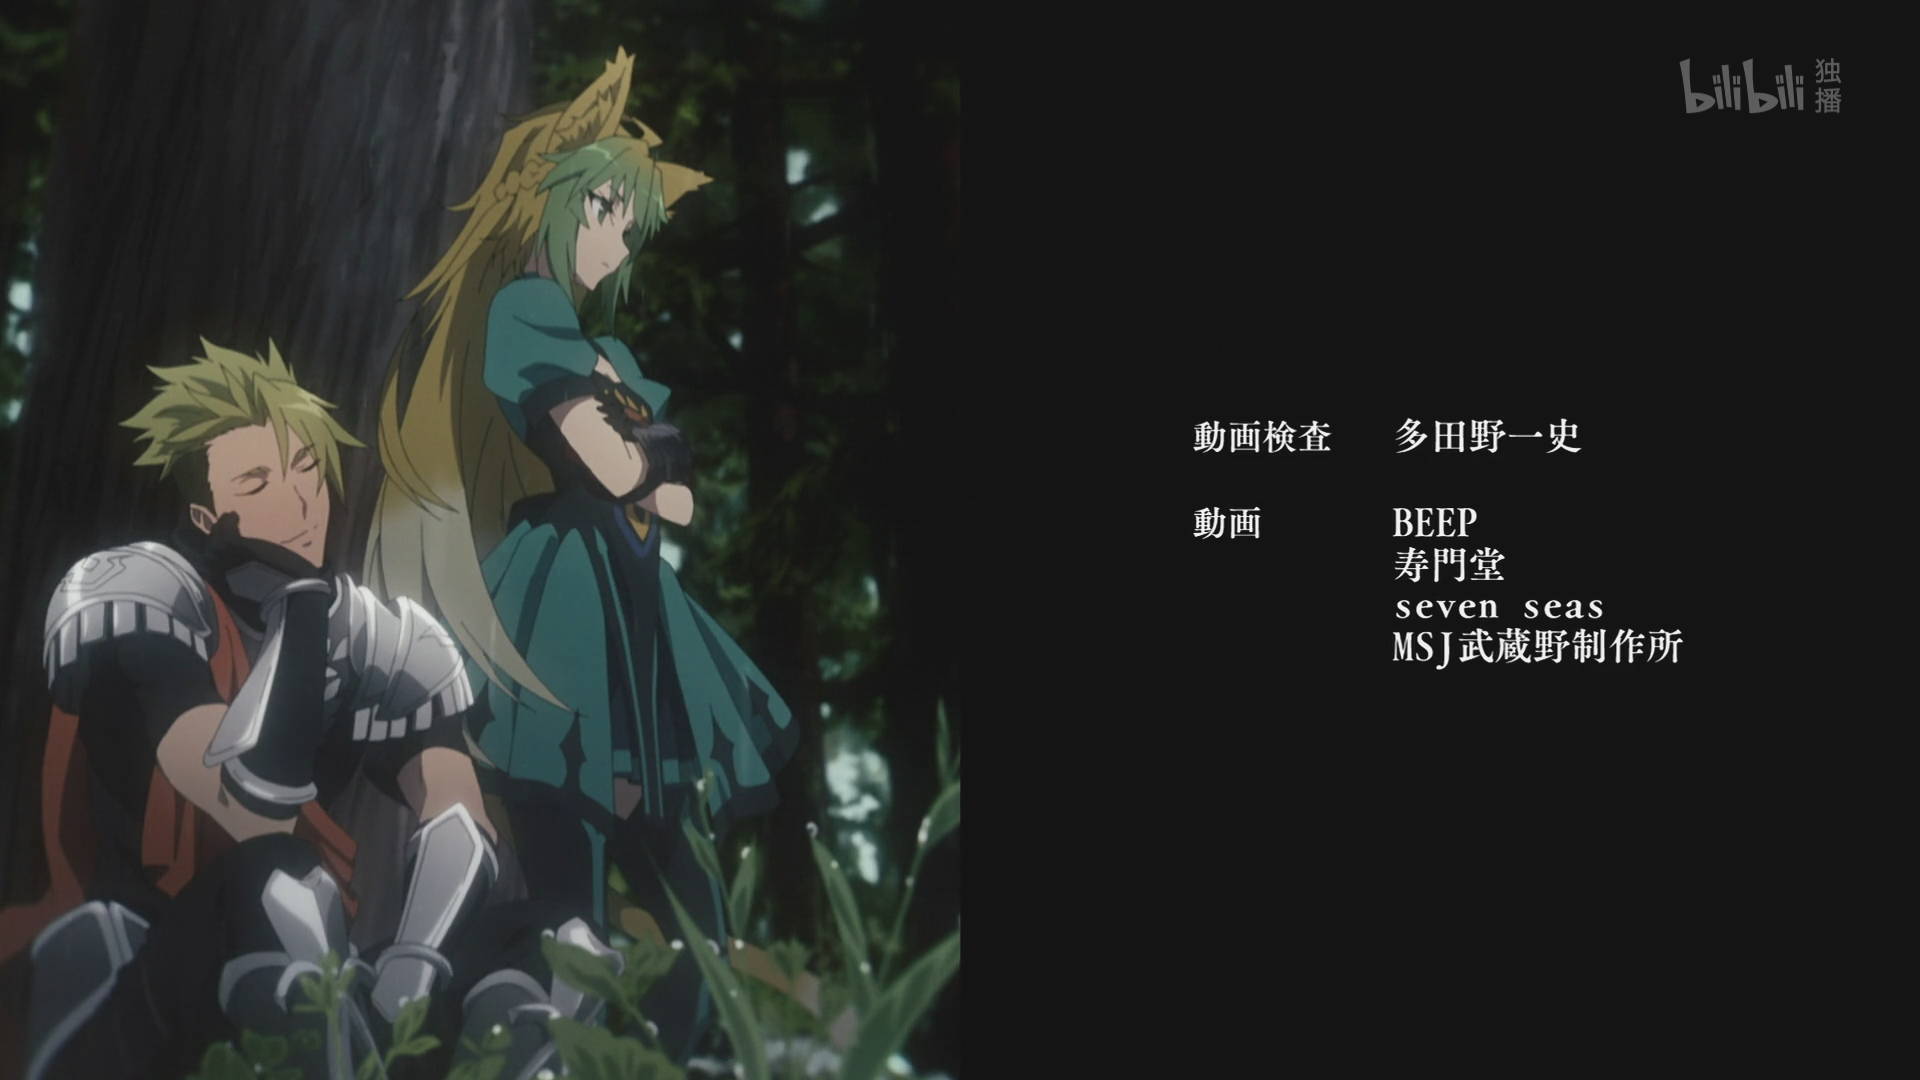 bilibili 独播
動画検査 多田野一史
動画 BEEP
寿門堂
seven seas
MSJ武蔵野制作所